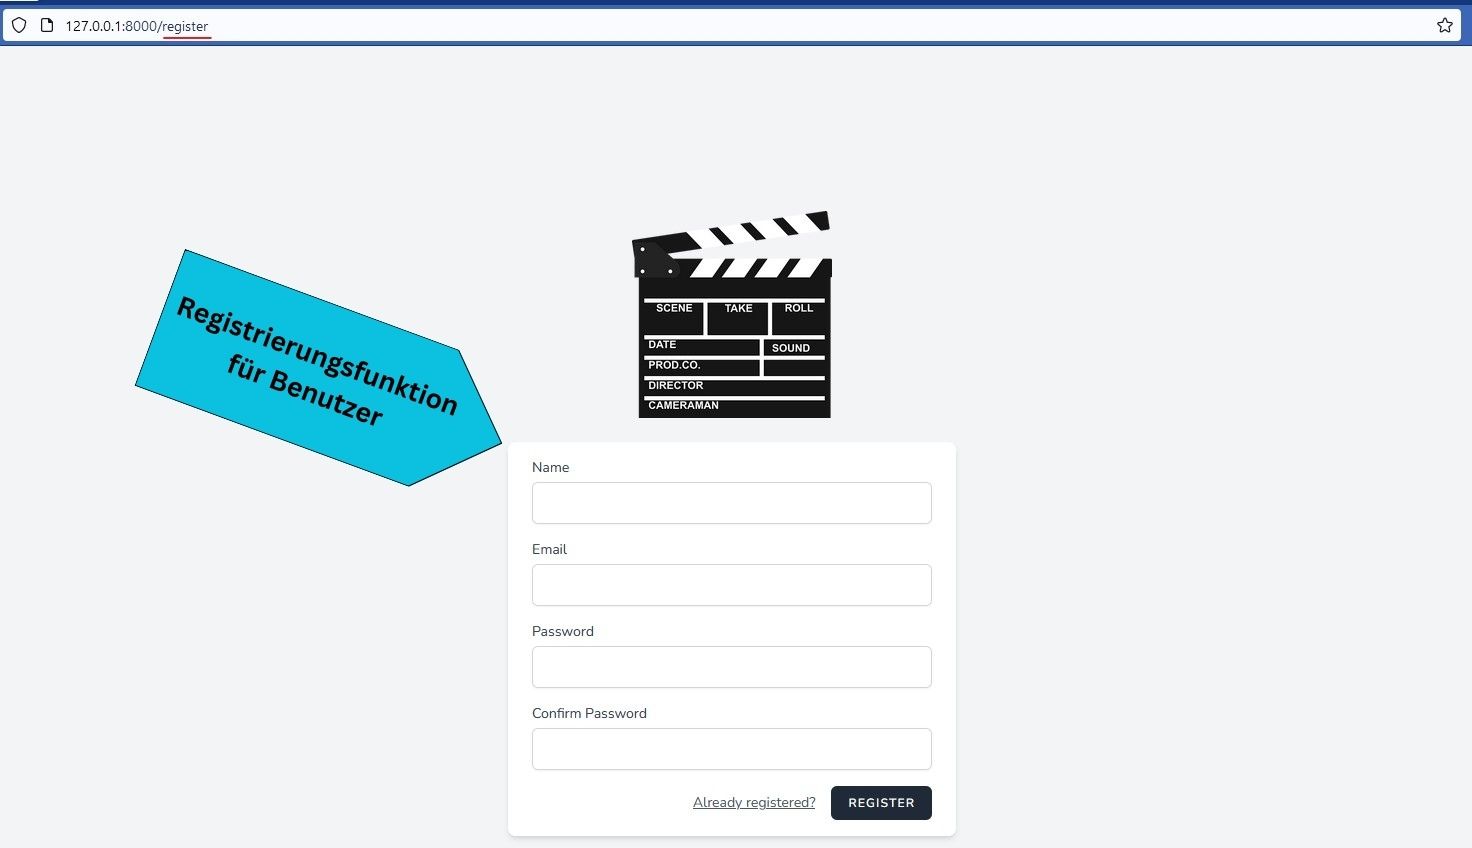 127.0.0.1:8000/register
Registrierungsfunktion
für Benutzer
SCENE TAKE ROLL
DATE SOUND
PROD.CO.
DIRECTOR
CAMERAMAN
Name
Email
Password
Confirm Password
Already registered? REGISTER